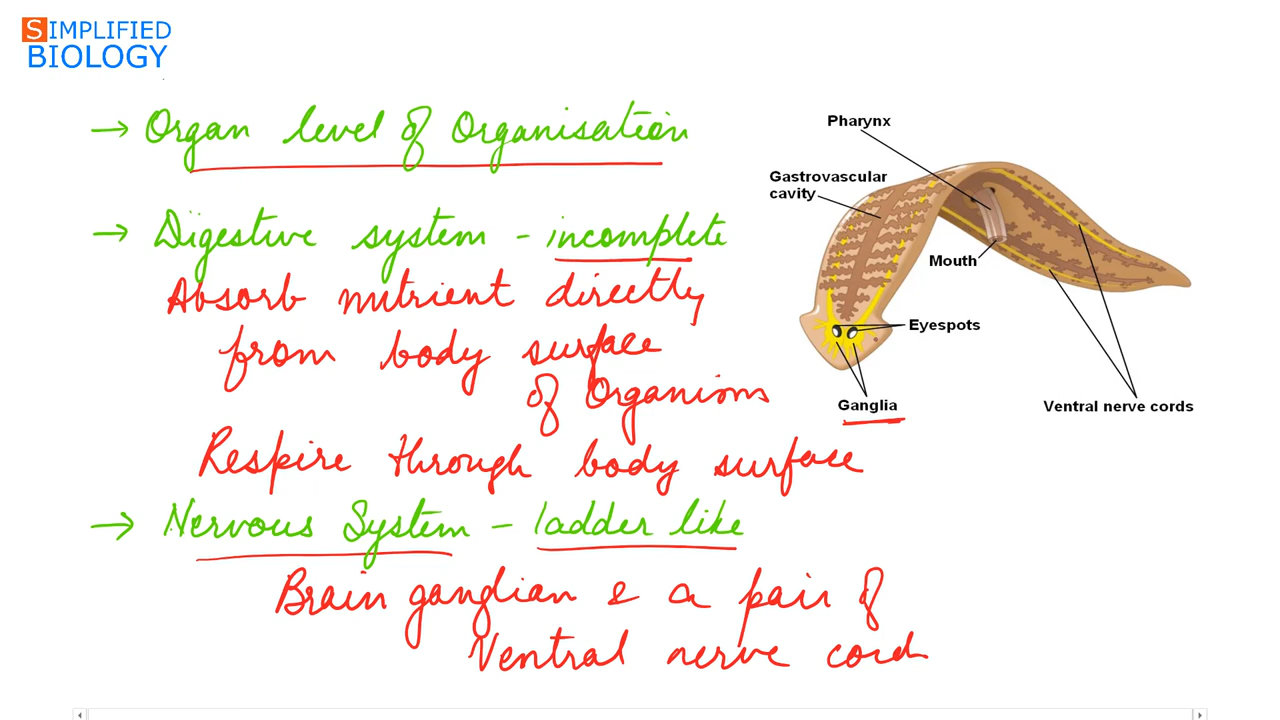 SIMPLIFIED
BIOLOGY
→ Organ level of Organisation
→ Digestive system - incomplete
Absorb nutrient directly
from body surface
of Organioms
Respire through body surface
→ Nervous System - ladder like
Brain ganglian & a pair of
Ventral nerve cords
Pharynx
Gastrovascular
cavity
Mouth
Eyespots
Ganglia
Ventral nerve cords